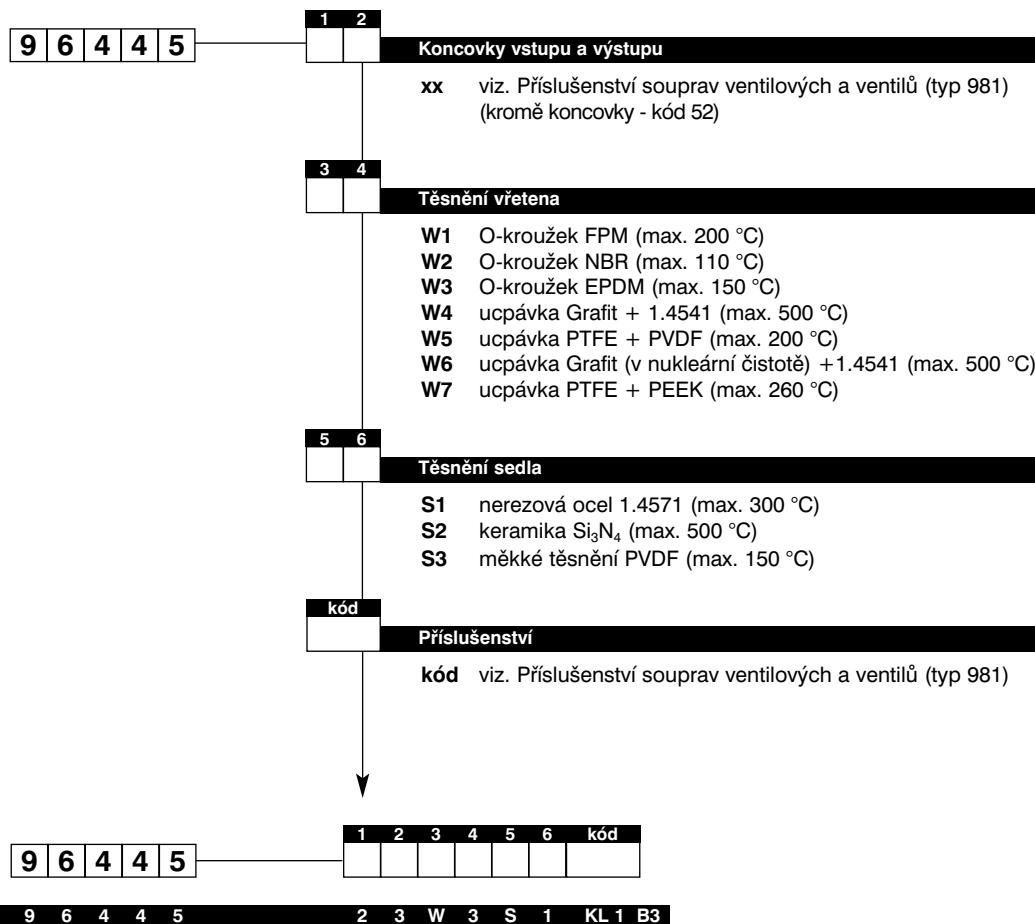 1 2
9 6 4 4 5
Koncovky vstupu a výstupu
xx viz. Příslušenství souprav ventilových a ventilů (typ 981)
(kromě koncovky - kód 52)
3 4
Těsnění vřetena
W1 O-kroužek FPM (max. 200 °C)
W2 O-kroužek NBR (max. 110 °C)
W3 O-kroužek EPDM (max. 150 °C)
W4 ucpávka Grafit + 1.4541 (max. 500 °C)
W5 ucpávka PTFE + PVDF (max. 200 °C)
W6 ucpávka Grafit (v nukleární čistotě) +1.4541 (max. 500 °C)
W7 ucpávka PTFE + PEEK (max. 260 °C)
5 6
Těsnění sedla
S1 nerezová ocel 1.4571 (max. 300 °C)
S2 keramika Si₃N₄ (max. 500 °C)
S3 měkké těsnění PVDF (max. 150 °C)
kód
Příslušenství
kód viz. Příslušenství souprav ventilových a ventilů (typ 981)
1 2 3 4 5 6 kód
9 6 4 4 5
9 6 4 4 5 2 3 W 3 S 1 KL 1 B3